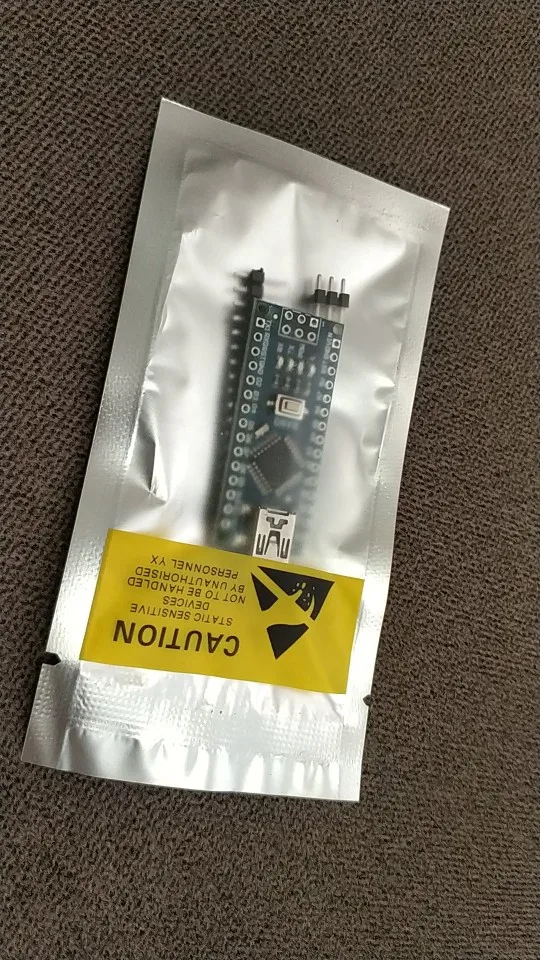 CAUTION
STATIC SENSITIVE
DEVICES
NOT TO BE HANDLED
BY UNAUTHORISED
PERSONNEL YX